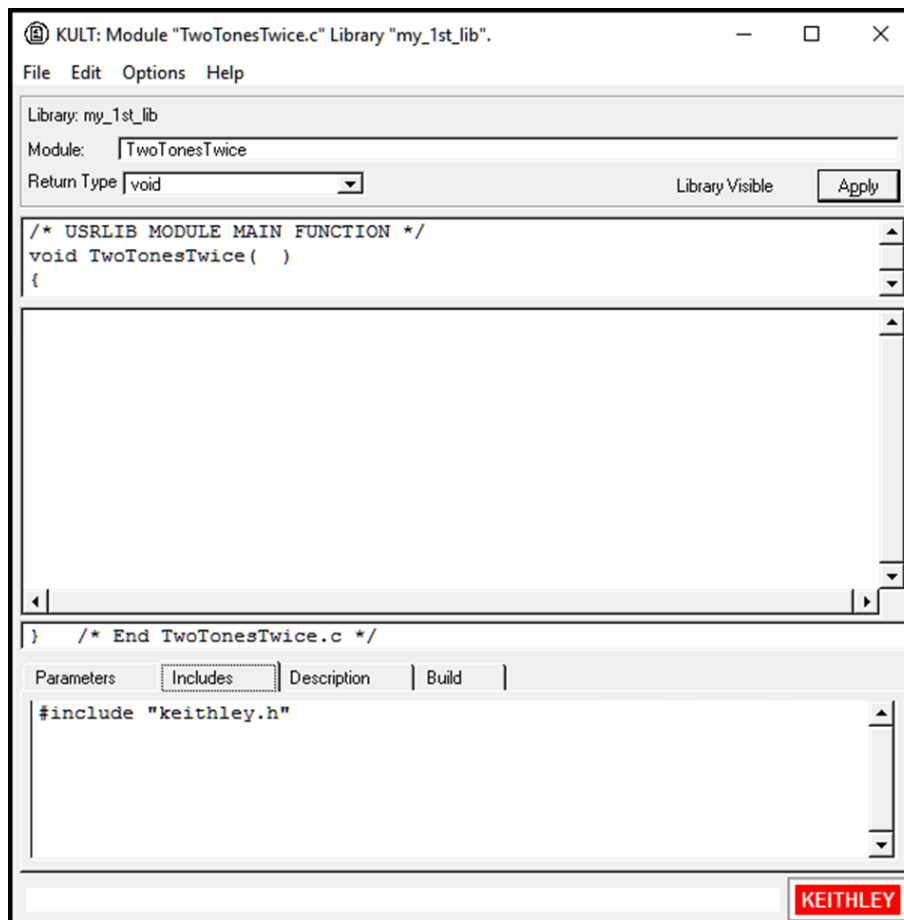 KULT: Module "TwoTonesTwice.c" Library "my_1st_lib".
File Edit Options Help
Library: my_1st_lib
Module: TwoTonesTwice
Return Type void Library Visible Apply
/* USRLIB MODULE MAIN FUNCTION */
void TwoTonesTwice( )
{
} /* End TwoTonesTwice.c */
Parameters Includes Description Build
#include "keithley.h"
KEITHLEY